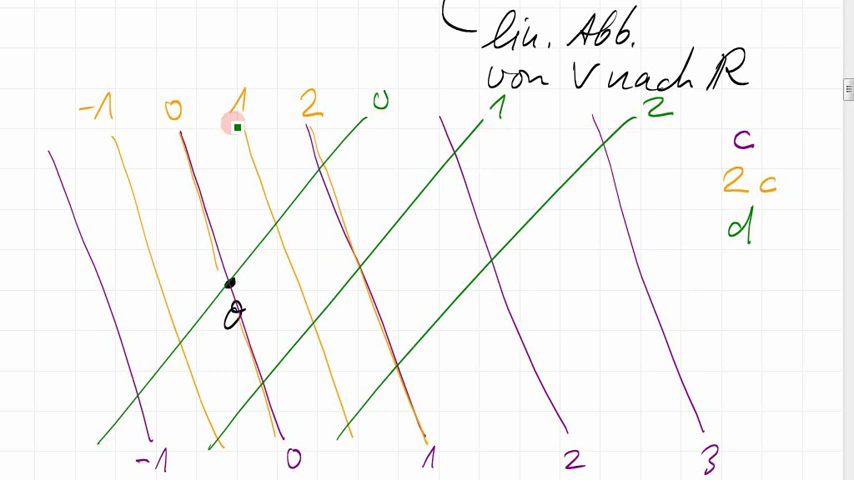 lin. Abb.
von V nach ℝ
-1 0 1 2 0 1 2
c
2c
d
0
-1 0 1 2 3